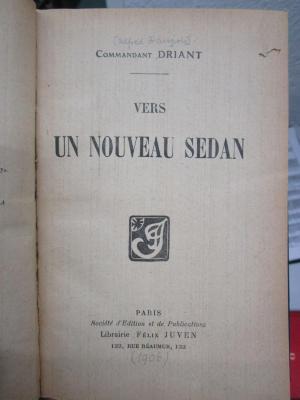 COMMANDANT DRIANT
VERS
UN NOUVEAU SEDAN
PARIS
Société d'Édition et de Publications
Librairie FÉLIX JUVEN
122, RUE RÉAUMUR, 122
(1906)